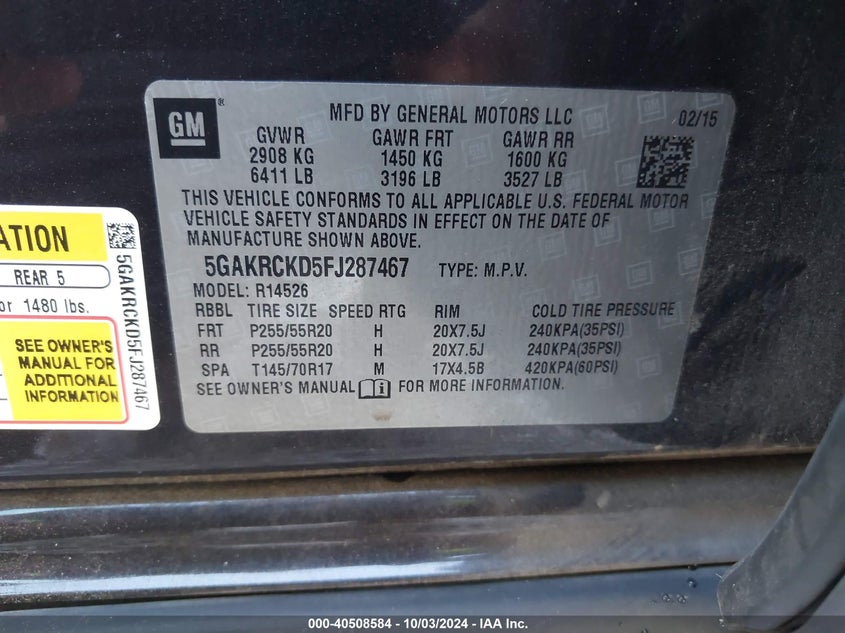 GM
MFD BY GENERAL MOTORS LLC 02/15
GVWR GAWR FRT GAWR RR
2908 KG 1450 KG 1600 KG
6411 LB 3196 LB 3527 LB
THIS VEHICLE CONFORMS TO ALL APPLICABLE U.S. FEDERAL MOTOR
VEHICLE SAFETY STANDARDS IN EFFECT ON THE DATE OF
MANUFACTURE SHOWN ABOVE.
5GAKRCKD5FJ287467 TYPE: M.P.V.
MODEL: R14526
RBBL TIRE SIZE SPEED RTG RIM COLD TIRE PRESSURE
FRT P255/55R20 H 20X7.5J 240KPA(35PSI)
RR P255/55R20 H 20X7.5J 240KPA(35PSI)
SPA T145/70R17 M 17X4.5B 420KPA(60PSI)
SEE OWNER'S MANUAL i FOR MORE INFORMATION.
ATION
REAR 5
or 1480 lbs.
SEE OWNER'S
MANUAL FOR
ADDITIONAL
INFORMATION
5GAKRCKD5FJ287467
000-40508584 - 10/03/2024 - IAA Inc.